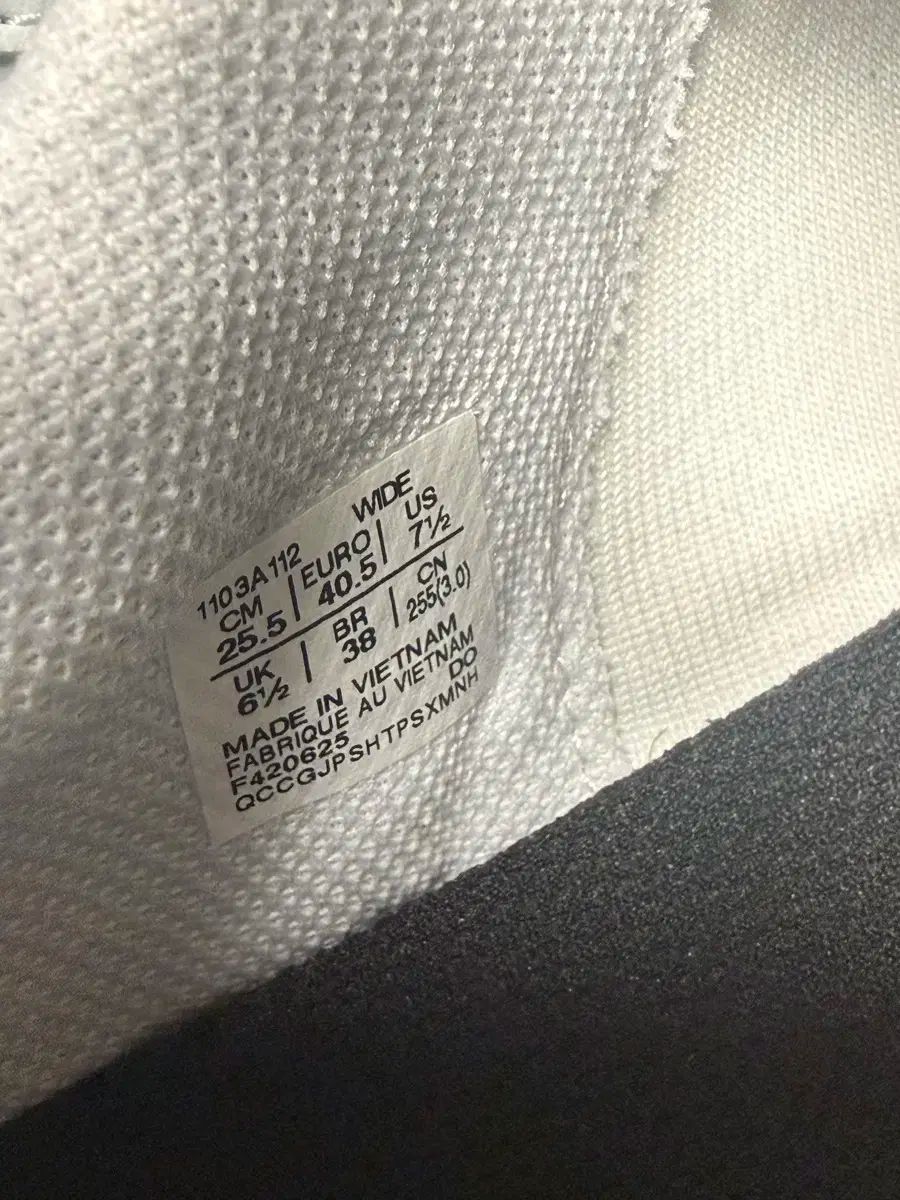 1103A112 WIDE
CM | EURO | US
25.5 | 40.5 | 7½
UK | BR | CN
6½ | 38 | 255(3.0)
MADE IN VIETNAM
FABRIQUE AU VIETNAM
F420625 DO
QCCGJPSHTPSXMNH